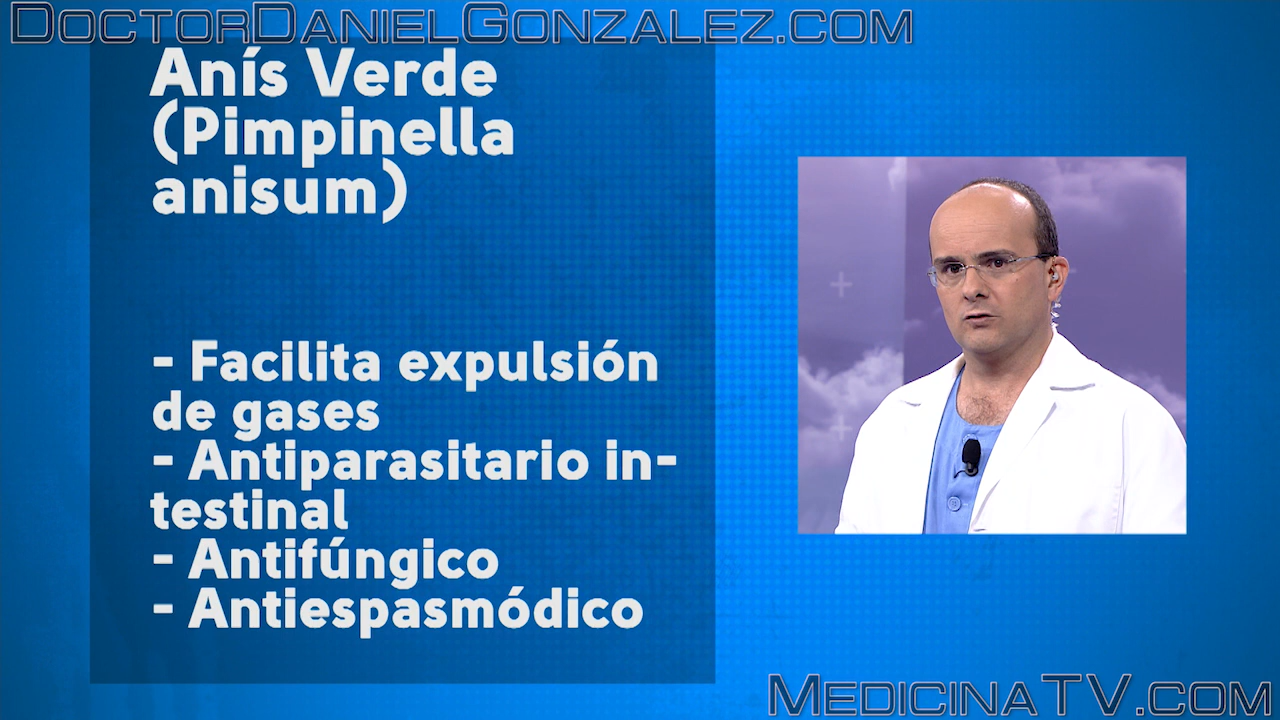 DoctorDanielGonzalez.com
Anís Verde
(Pimpinella
anisum)
- Facilita expulsión
de gases
- Antiparasitario in-
testinal
- Antifúngico
- Antiespasmódico
MedicinaTV.com